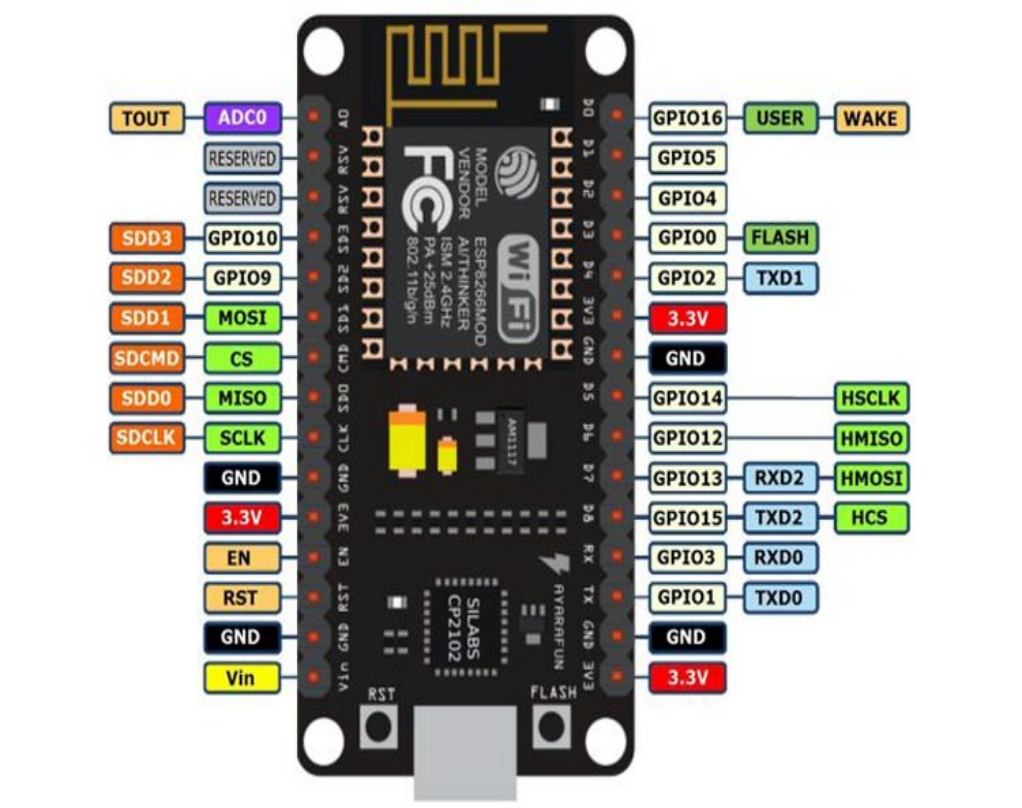 TOUT ADC0 A0 D0 GPIO16 USER WAKE
RESERVED RSV D1 GPIO5
RESERVED RSV D2 GPIO4
SDD3 GPIO10 SD3 D3 GPIO0 FLASH
SDD2 GPIO9 SD2 D4 GPIO2 TXD1
SDD1 MOSI SD1 3V3 3.3V
SDCMD CS CMD GND GND
SDD0 MISO SD0 D5 GPIO14 HSCLK
SDCLK SCLK CLK D6 GPIO12 HMISO
GND GND D7 GPIO13 RXD2 HMOSI
3.3V 3V3 D8 GPIO15 TXD2 HCS
EN EN RX GPIO3 RXD0
RST RST TX GPIO1 TXD0
GND GND GND GND
Vin Vin 3V3 3.3V
MODEL ESP8266MOD
VENDOR AI/THINKER
ISM 2.4GHz
PA +25dBm
802.11b/g/n
FC
Wi Fi
AM1117
SILABS
CP2102
AYARAFUN
RST
FLASH